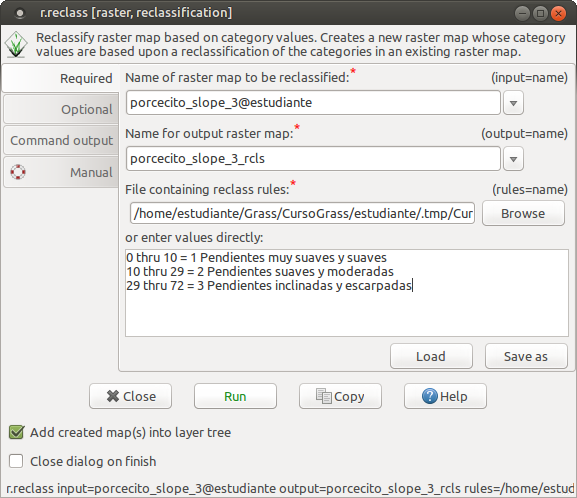 r.reclass [raster, reclassification]
Reclassify raster map based on category values. Creates a new raster map whose category
values are based upon a reclassification of the categories in an existing raster map.
Required
Optional
Command output
Manual
Name of raster map to be reclassified:* (input=name)
porcecito_slope_3@estudiante
Name for output raster map:* (output=name)
porcecito_slope_3_rcls
File containing reclass rules:* (rules=name)
/home/estudiante/Grass/CursoGrass/estudiante/.tmp/Cur Browse
or enter values directly:
0 thru 10 = 1 Pendientes muy suaves y suaves
10 thru 29 = 2 Pendientes suaves y moderadas
29 thru 72 = 3 Pendientes inclinadas y escarpadas
Load Save as
Close Run Copy Help
Add created map(s) into layer tree
Close dialog on finish
r.reclass input=porcecito_slope_3@estudiante output=porcecito_slope_3_rcls rules=/home/estud